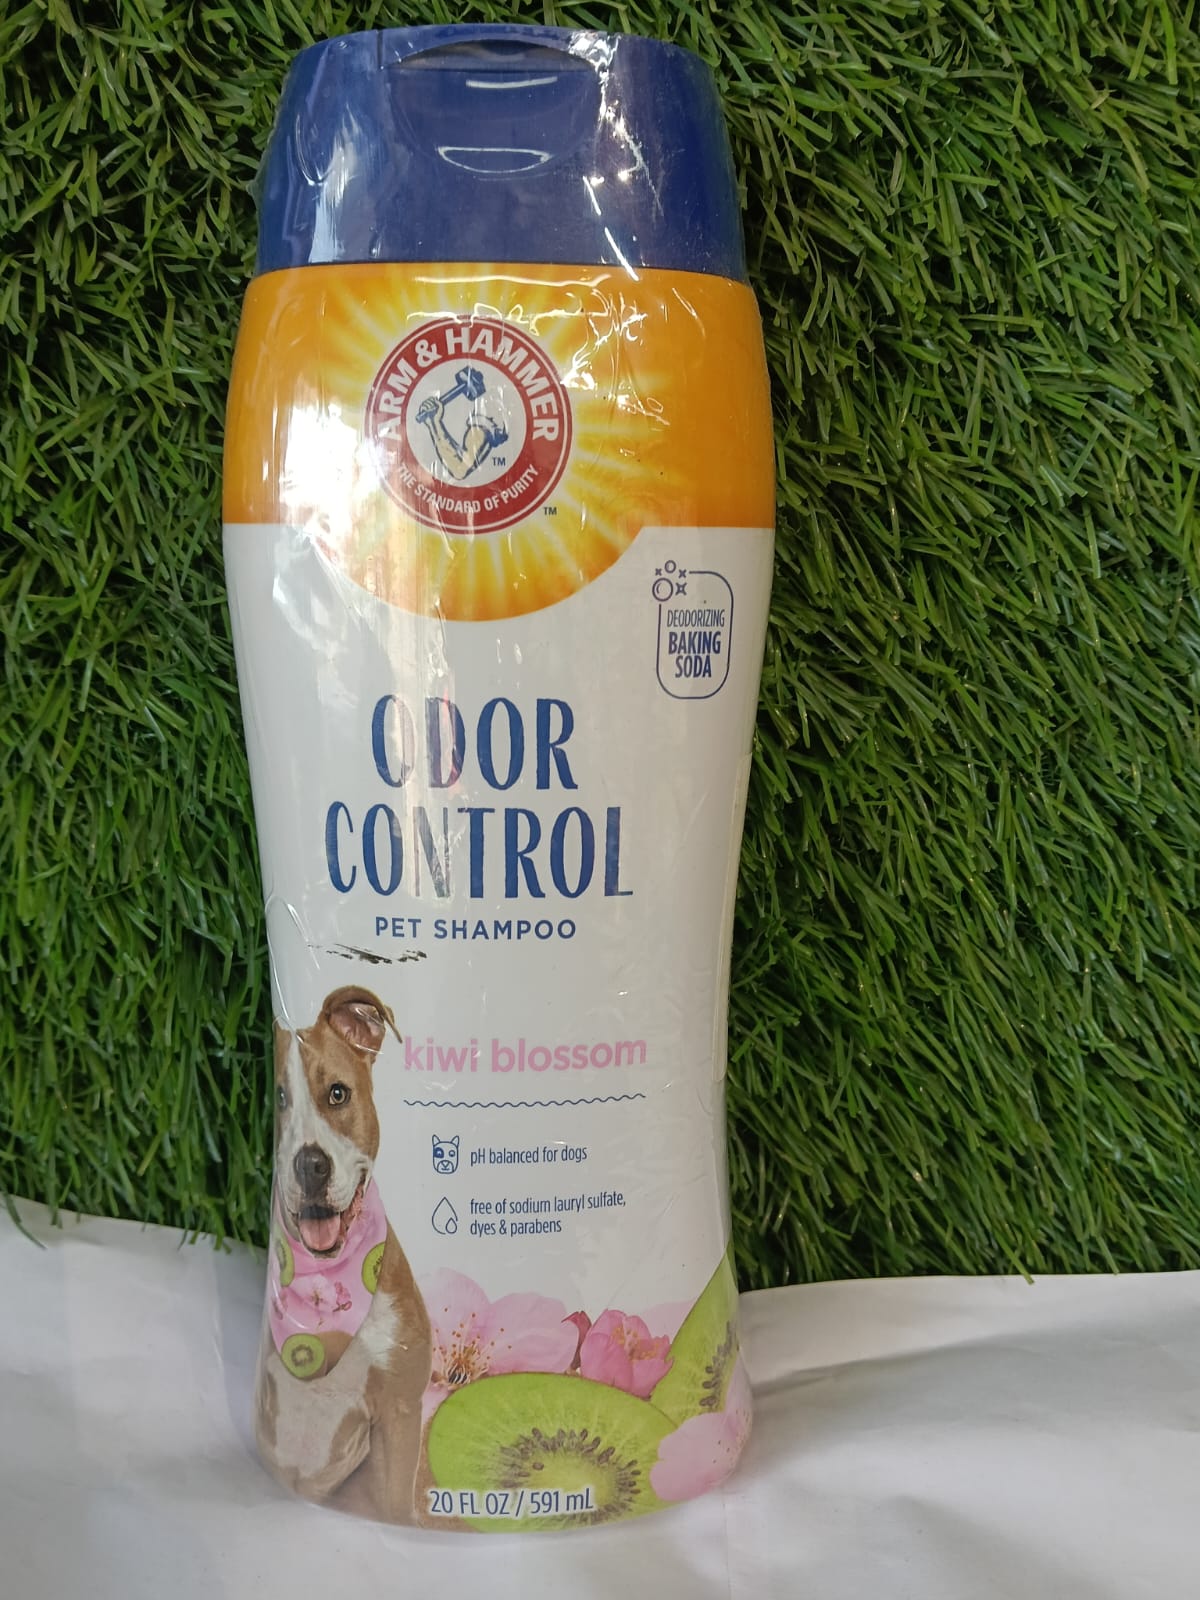 ARM & HAMMER
THE STANDARD OF PURITY
TM
TM
DEODORIZING
BAKING
SODA
ODOR
CONTROL
PET SHAMPOO
kiwi blossom
pH balanced for dogs
free of sodium lauryl sulfate,
dyes & parabens
20 FL OZ / 591 mL